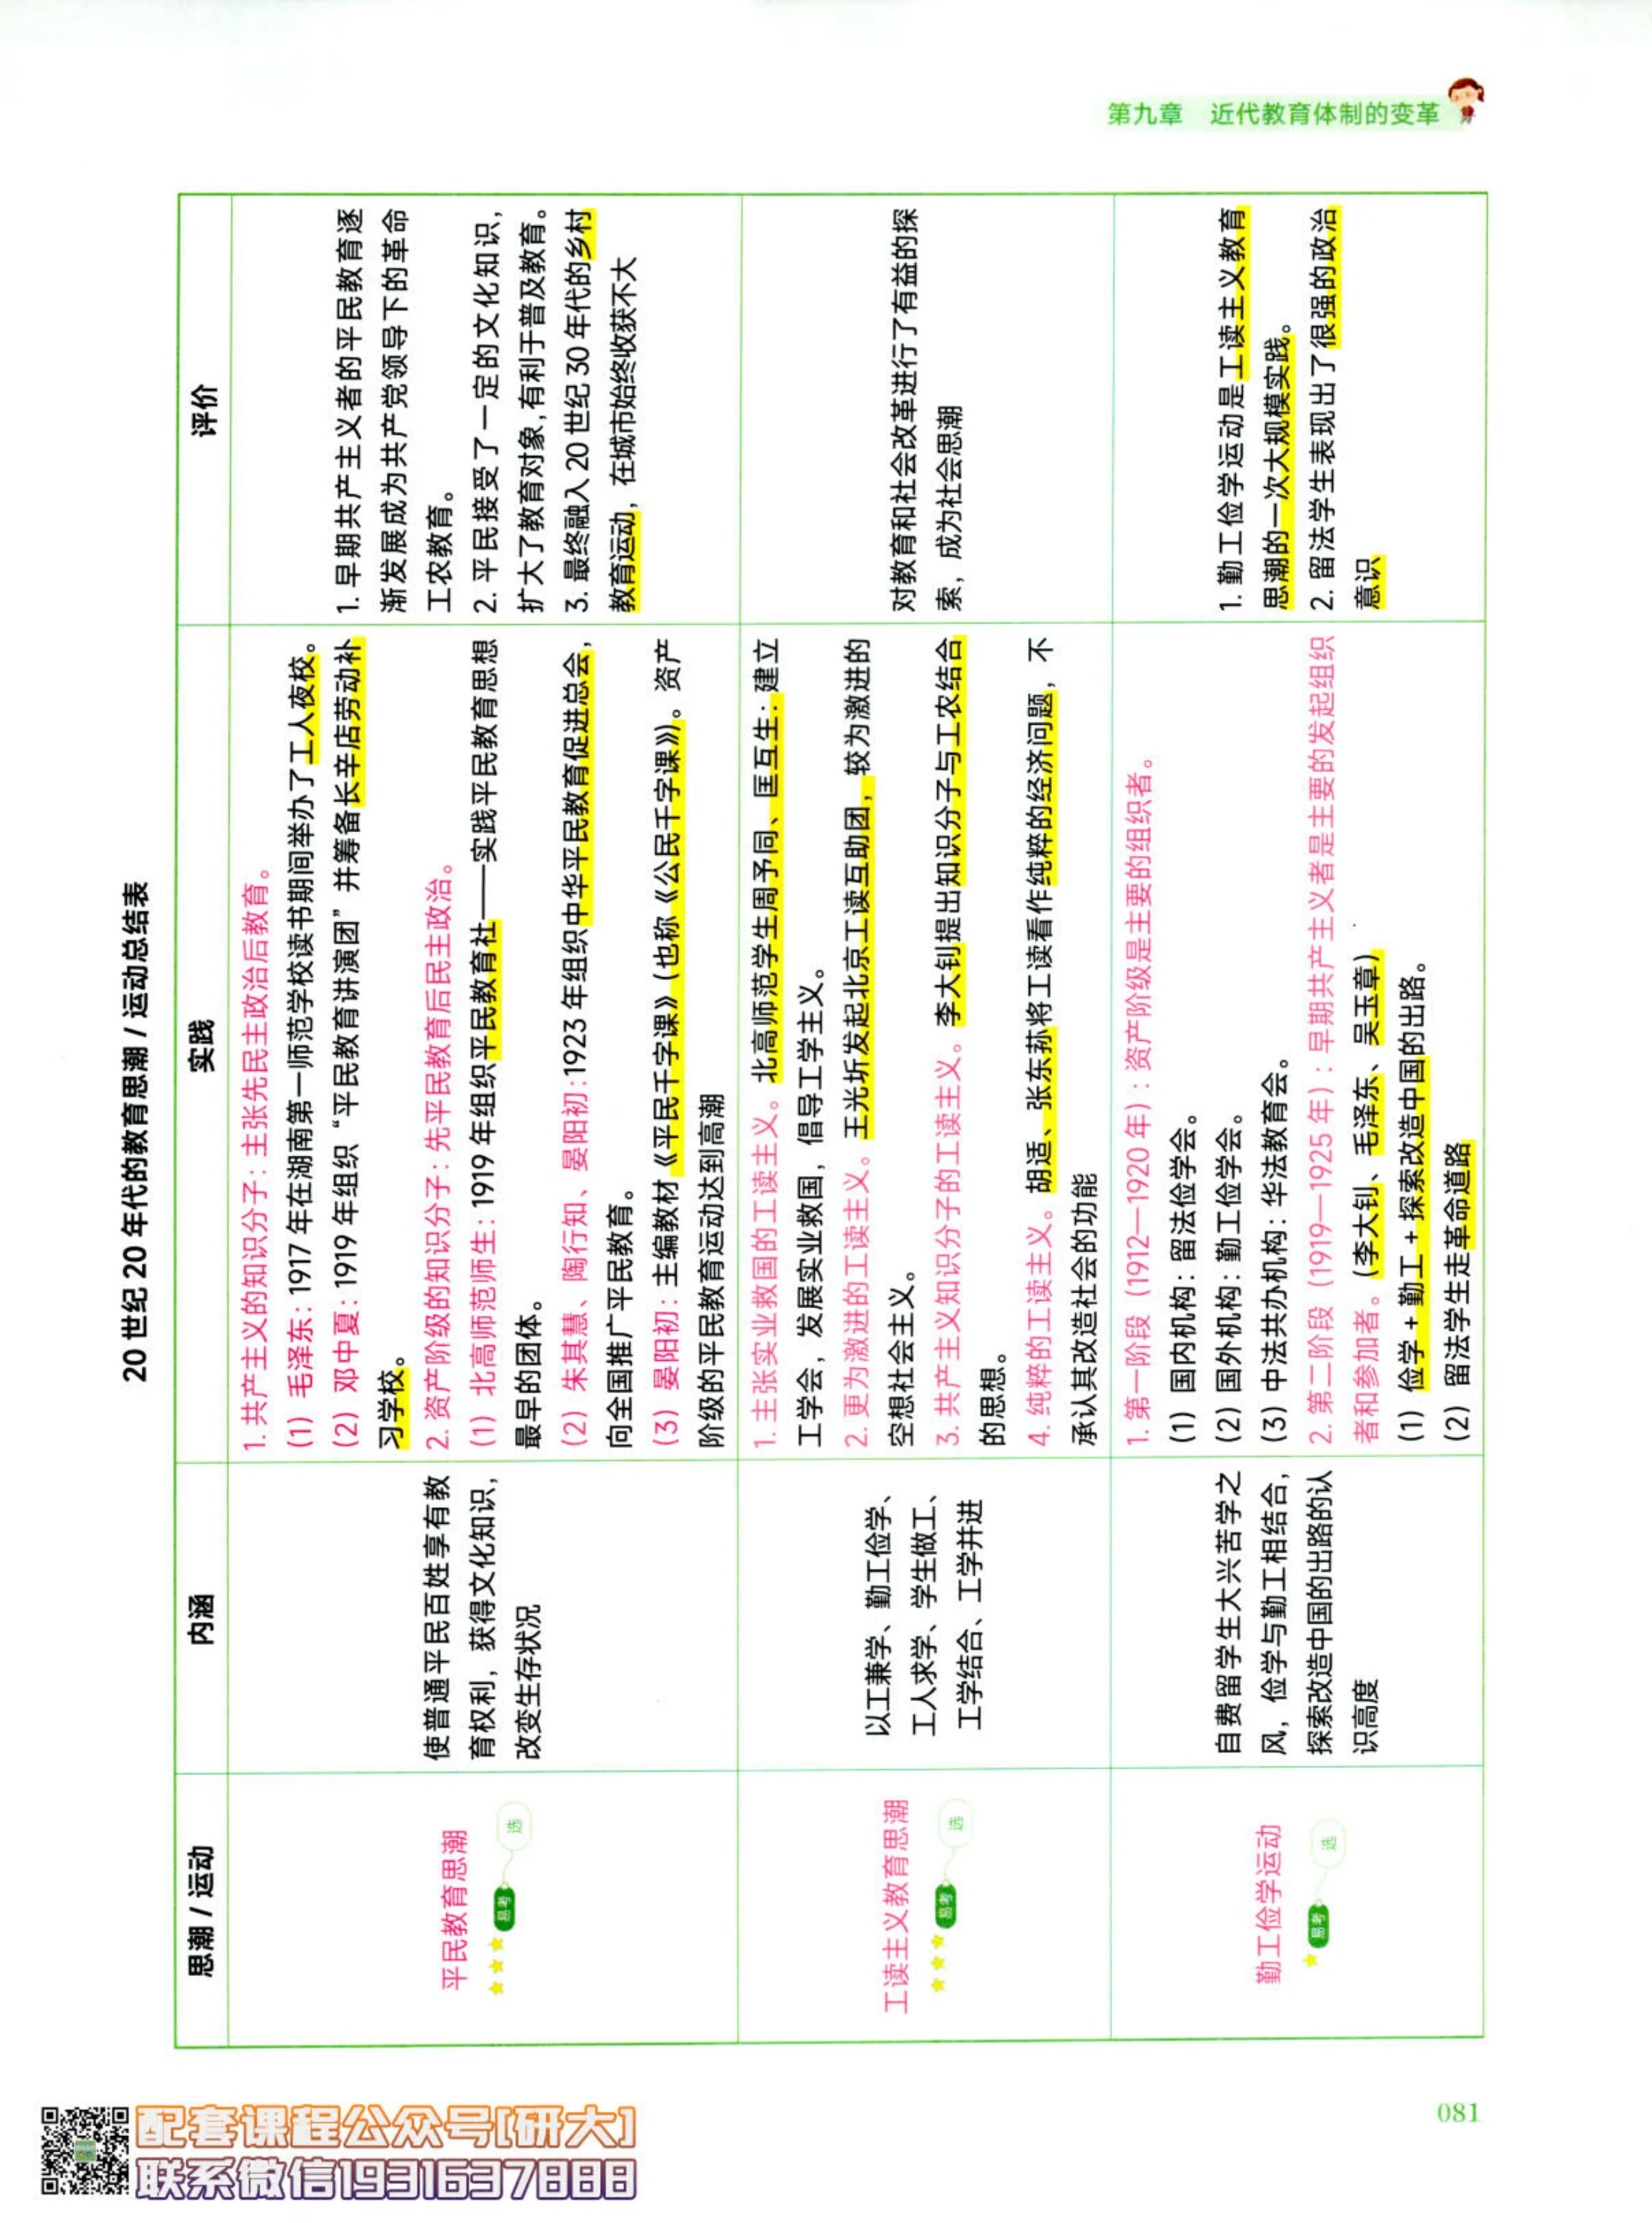 第九章 近代教育体制的变革
20 世纪 20 年代的教育思潮 / 运动总结表
思潮 / 运动
内涵
实践
评价
平民教育思潮
易考
选
使普通平民百姓享有教
育权利，获得文化知识，
改变生存状况
1. 共产主义的知识分子：主张先民主政治后教育。
（1）毛泽东：1917 年在湖南第一师范学校读书期间举办了工人夜校。
（2）邓中夏：1919 年组织“平民教育讲演团”并筹备长辛店劳动补
习学校。
2. 资产阶级的知识分子：先平民教育后民主政治。
（1）北高师范师生：1919 年组织平民教育社——实践平民教育思想
最早的团体。
（2）朱其慧、陶行知、晏阳初：1923 年组织中华平民教育促进总会，
向全国推广平民教育。
（3）晏阳初：主编教材《平民千字课》（也称《公民千字课》）。资产
阶级的平民教育运动达到高潮
1. 早期共产主义者的平民教育逐
渐发展成为共产党领导下的革命
工农教育。
2. 平民接受了一定的文化知识，
扩大了教育对象，有利于普及教育。
3. 最终融入 20 世纪 30 年代的乡村
教育运动，在城市始终收获不大
工读主义教育思潮
易考
选
以工兼学、勤工俭学、
工人求学、学生做工、
工学结合、工学并进
1. 主张实业救国的工读主义。北高师范学生周予同、匡互生：建立
工学会，发展实业救国，倡导工学主义。
2. 更为激进的工读主义。王光圻发起北京工读互助团，较为激进的
空想社会主义。
3. 共产主义知识分子的工读主义。李大钊提出知识分子与工农结合
的思想。
4. 纯粹的工读主义。胡适、张东荪将工读看作纯粹的经济问题，不
承认其改造社会的功能
对教育和社会改革进行了有益的探
索，成为社会思潮
勤工俭学运动
易考
选
自费留学生大兴苦学之
风，俭学与勤工相结合，
探索改造中国的出路的认
识高度
1. 第一阶段（1912—1920 年）：资产阶级是主要的组织者。
（1）国内机构：留法俭学会。
（2）国外机构：勤工俭学会。
（3）中法共办机构：华法教育会。
2. 第二阶段（1919—1925 年）：早期共产主义者是主要的发起组织
者和参加者。（李大钊、毛泽东、吴玉章）
（1）俭学 + 勤工 + 探索改造中国的出路。
（2）留法学生走革命道路
1. 勤工俭学运动是工读主义教育
思潮的一次大规模实践。
2. 留法学生表现出了很强的政治
意识
081
配套课程公众号[研大]
联系微信1931637888